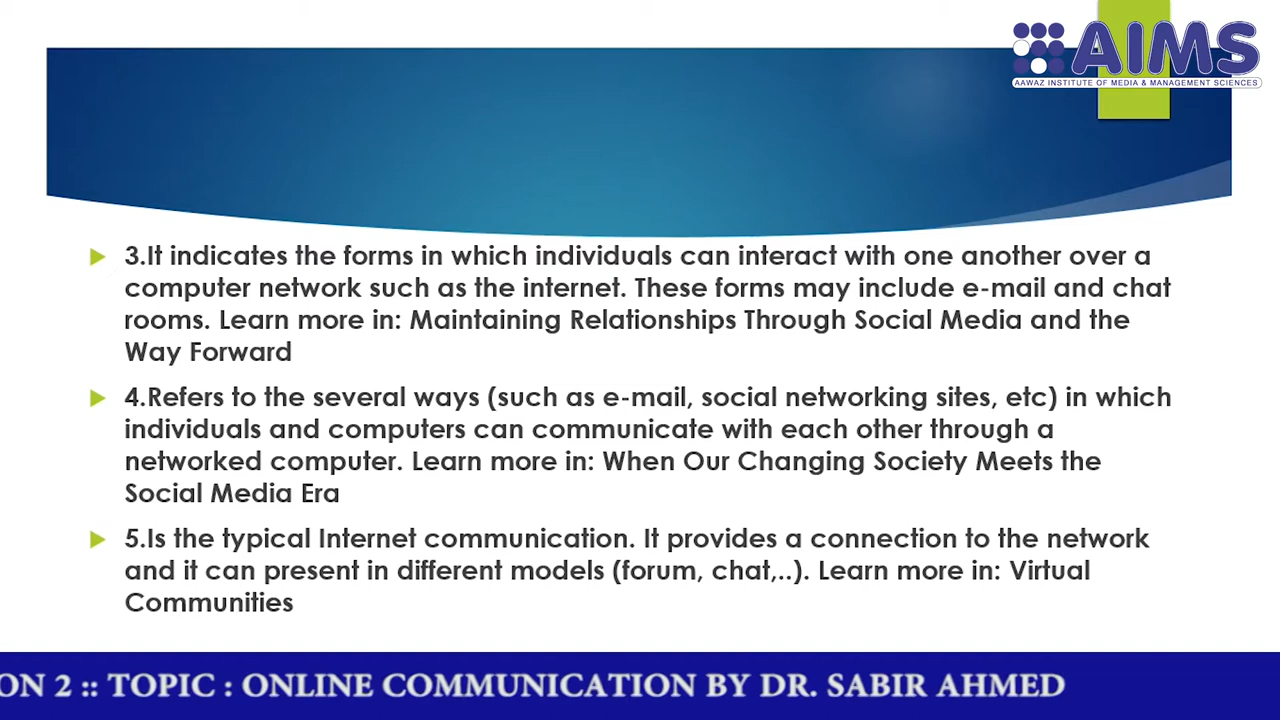 AIMS
AAWAZ INSTITUTE OF MEDIA & MANAGEMENT SCIENCES
3.It indicates the forms in which individuals can interact with one another over a
computer network such as the internet. These forms may include e-mail and chat
rooms. Learn more in: Maintaining Relationships Through Social Media and the
Way Forward
4.Refers to the several ways (such as e-mail, social networking sites, etc) in which
individuals and computers can communicate with each other through a
networked computer. Learn more in: When Our Changing Society Meets the
Social Media Era
5.Is the typical Internet communication. It provides a connection to the network
and it can present in different models (forum, chat,..). Learn more in: Virtual
Communities
ON 2 :: TOPIC : ONLINE COMMUNICATION BY DR. SABIR AHMED